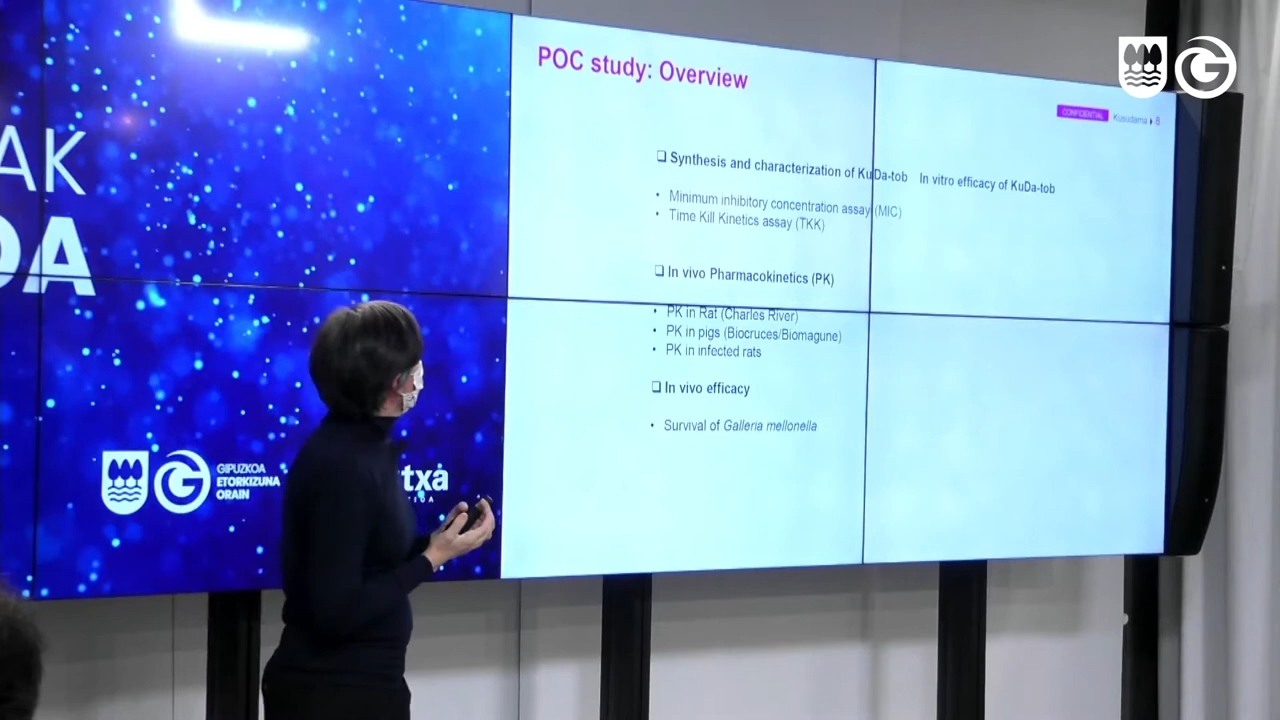 POC study: Overview
CONFIDENTIAL Kusudama 8
❑ Synthesis and characterization of KuDa-tob In vitro efficacy of KuDa-tob
• Minimum inhibitory concentration assay (MIC)
• Time Kill Kinetics assay (TKK)
❑ In vivo Pharmacokinetics (PK)
• PK in Rat (Charles River)
• PK in pigs (Biocruces/Biomagune)
• PK in infected rats
❑ In vivo efficacy
• Survival of Galleria mellonella
AK
DA
GIPUZKOA
ETORKIZUNA
ORAIN
txa